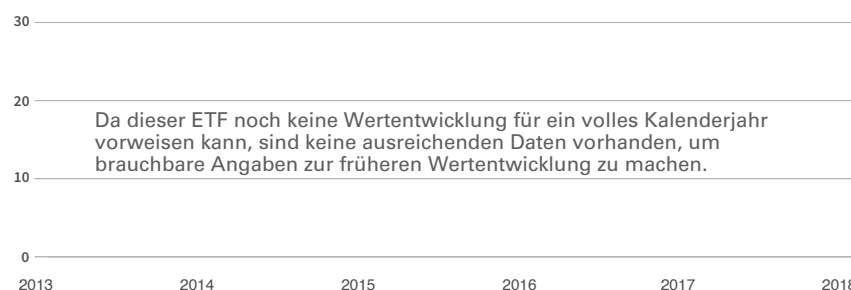 30
20
Da dieser ETF noch keine Wertentwicklung für ein volles Kalenderjahr
vorweisen kann, sind keine ausreichenden Daten vorhanden, um
brauchbare Angaben zur früheren Wertentwicklung zu machen.
10
0
2013 2014 2015 2016 2017 2018